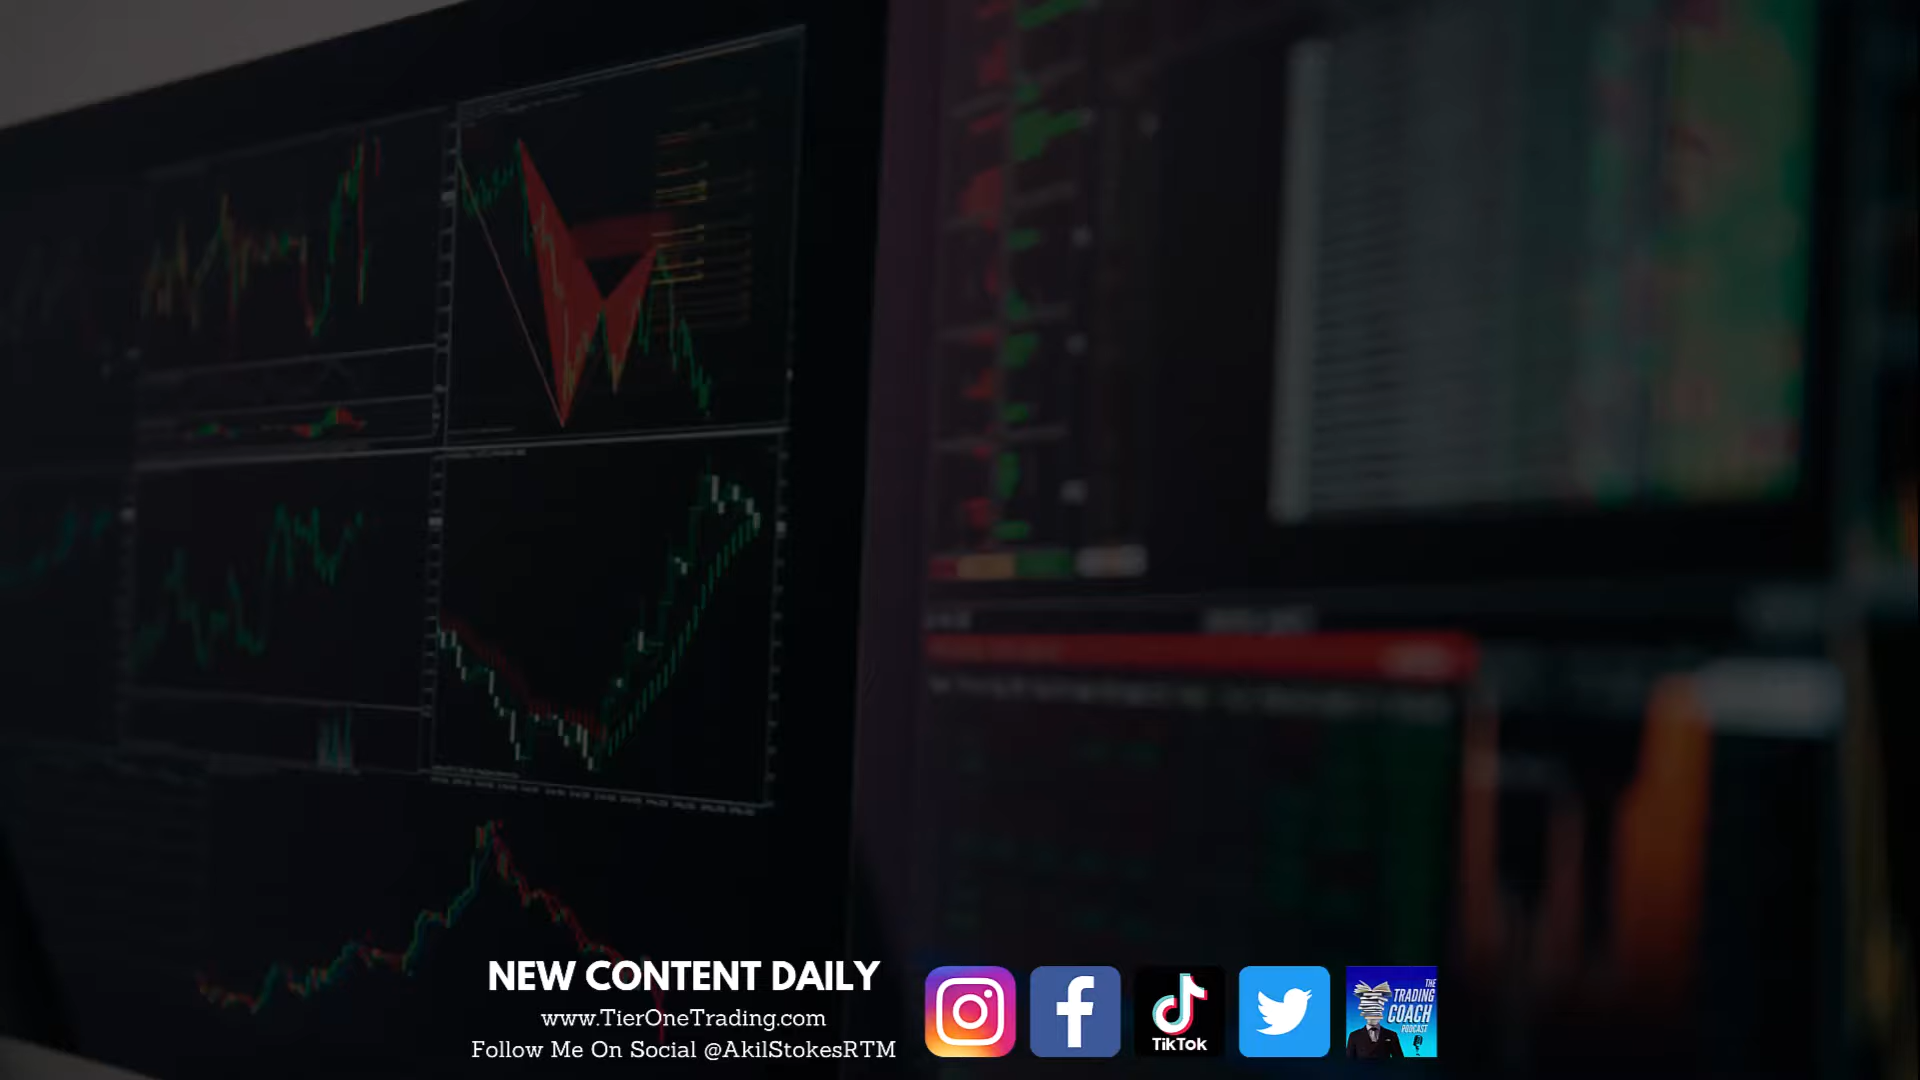 NEW CONTENT DAILY
www.TierOneTrading.com
Follow Me On Social @AkilStokesRTM
TikTok
THE
TRADING
COACH
PODCAST